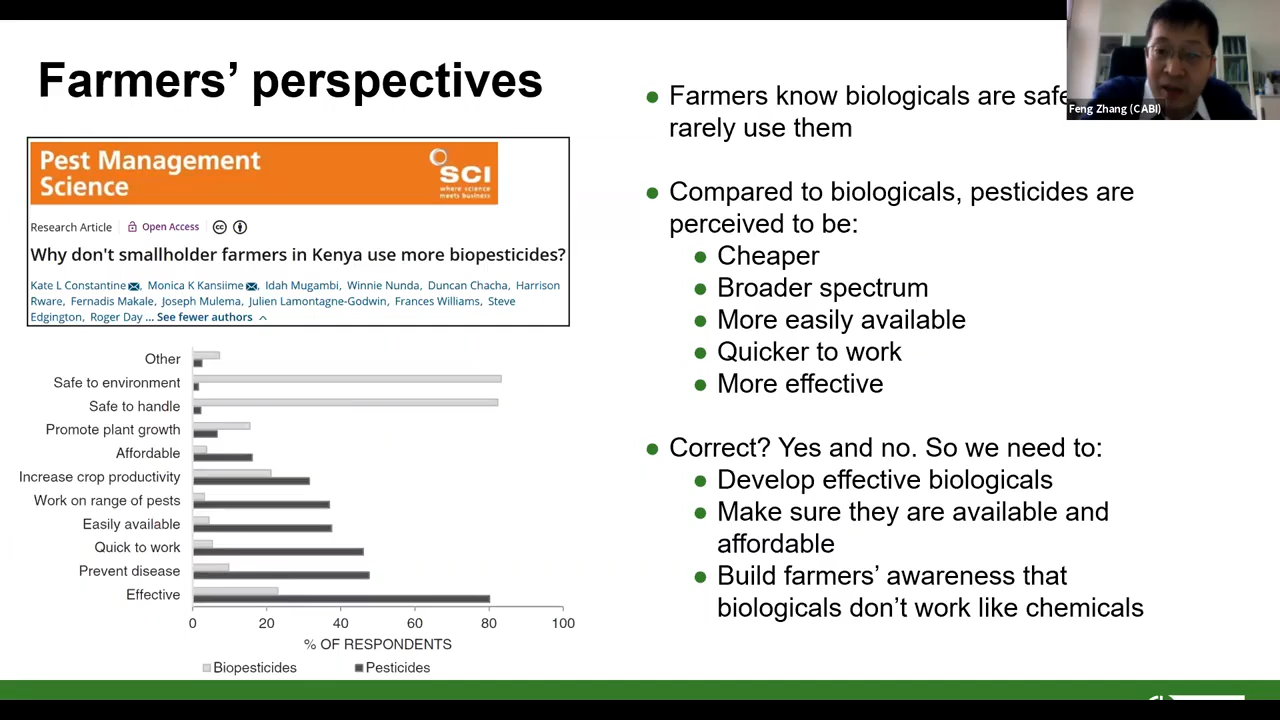 Farmers' perspectives
Pest Management
Science
SCI
where science
meets business
Research Article
Open Access
Why don't smallholder farmers in Kenya use more biopesticides?
Kate L Constantine, Monica K Kansiime, Idah Mugambi, Winnie Nunda, Duncan Chacha, Harrison
Rware, Fernadis Makale, Joseph Mulema, Julien Lamontagne-Godwin, Frances Williams, Steve
Edgington, Roger Day ... See fewer authors
Other
Safe to environment
Safe to handle
Promote plant growth
Affordable
Increase crop productivity
Work on range of pests
Easily available
Quick to work
Prevent disease
Effective
0 20 40 60 80 100
% OF RESPONDENTS
Biopesticides Pesticides
● Farmers know biologicals are safe
rarely use them
● Compared to biologicals, pesticides are
perceived to be:
● Cheaper
● Broader spectrum
● More easily available
● Quicker to work
● More effective
● Correct? Yes and no. So we need to:
● Develop effective biologicals
● Make sure they are available and
affordable
● Build farmers' awareness that
biologicals don't work like chemicals
Feng Zhang (CABI)